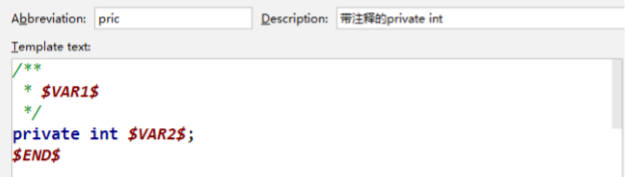 Abbreviation: pric Description: 带注释的private int
Template text:
/**
 * $VAR1$
 */
private int $VAR2$;
$END$